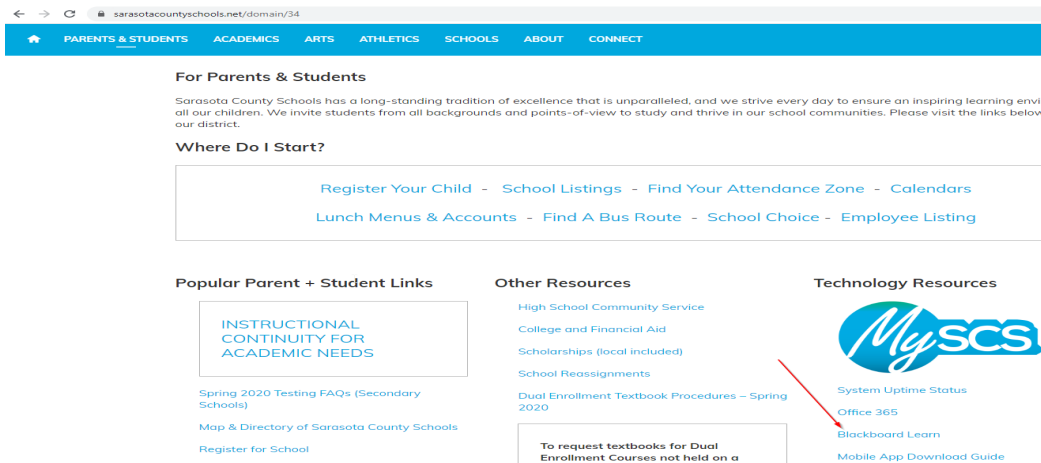 sarasotacountyschools.net/domain/34
PARENTS & STUDENTS ACADEMICS ARTS ATHLETICS SCHOOLS ABOUT CONNECT
For Parents & Students
Sarasota County Schools has a long-standing tradition of excellence that is unparalleled, and we strive every day to ensure an inspiring learning envi
all our children. We invite students from all backgrounds and points-of-view to study and thrive in our school communities. Please visit the links below
our district.
Where Do I Start?
Register Your Child - School Listings - Find Your Attendance Zone - Calendars
Lunch Menus & Accounts - Find A Bus Route - School Choice - Employee Listing
Popular Parent + Student Links
INSTRUCTIONAL
CONTINUITY FOR
ACADEMIC NEEDS
Spring 2020 Testing FAQs (Secondary
Schools)
Map & Directory of Sarasota County Schools
Register for School
Other Resources
High School Community Service
College and Financial Aid
Scholarships (local included)
School Reassignments
Dual Enrollment Textbook Procedures – Spring
2020
To request textbooks for Dual
Enrollment Courses not held on a
Technology Resources
MySCS
System Uptime Status
Office 365
Blackboard Learn
Mobile App Download Guide